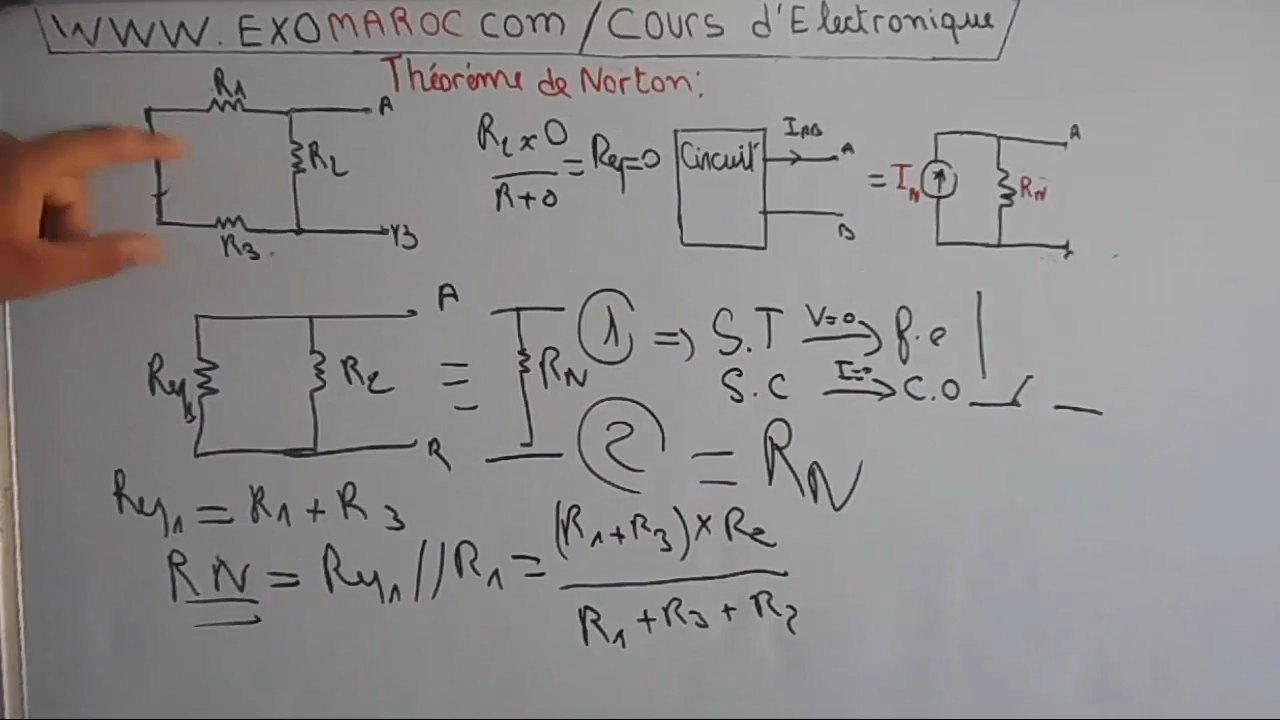 WWW.EXOMAROC com / COURS d'Electronique
Théorème de Norton:
R1
A
R2
R3
B
R2 × 0 / R + 0 = Req = 0
Circuit
IAB
A
B
= IN
RN
A
Req1
R2
A
B
≡
RN
1 => S.T V=0 → f.e
S.C I=0 → C.O
2 = RN
Req1 = R1 + R3
RN = Req1 // R1 = (R1 + R3) × R2 / R1 + R3 + R2